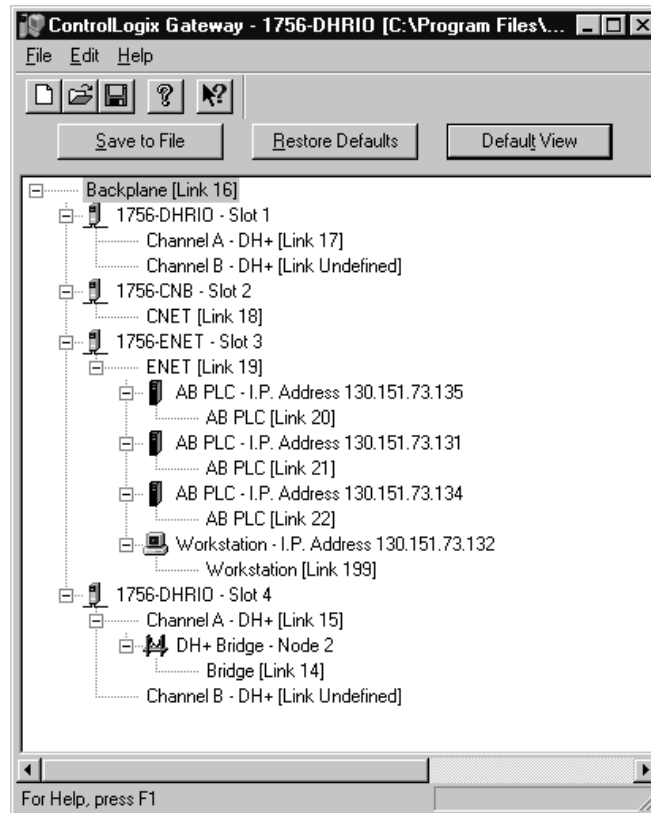 ControlLogix Gateway - 1756-DHRIO [C:\Program Files\...
File Edit Help
Save to File Restore Defaults Default View
Backplane [Link 16]
1756-DHRIO - Slot 1
Channel A - DH+ [Link 17]
Channel B - DH+ [Link Undefined]
1756-CNB - Slot 2
CNET [Link 18]
1756-ENET - Slot 3
ENET [Link 19]
AB PLC - I.P. Address 130.151.73.135
AB PLC [Link 20]
AB PLC - I.P. Address 130.151.73.131
AB PLC [Link 21]
AB PLC - I.P. Address 130.151.73.134
AB PLC [Link 22]
Workstation - I.P. Address 130.151.73.132
Workstation [Link 199]
1756-DHRIO - Slot 4
Channel A - DH+ [Link 15]
DH+ Bridge - Node 2
Bridge [Link 14]
Channel B - DH+ [Link Undefined]
For Help, press F1